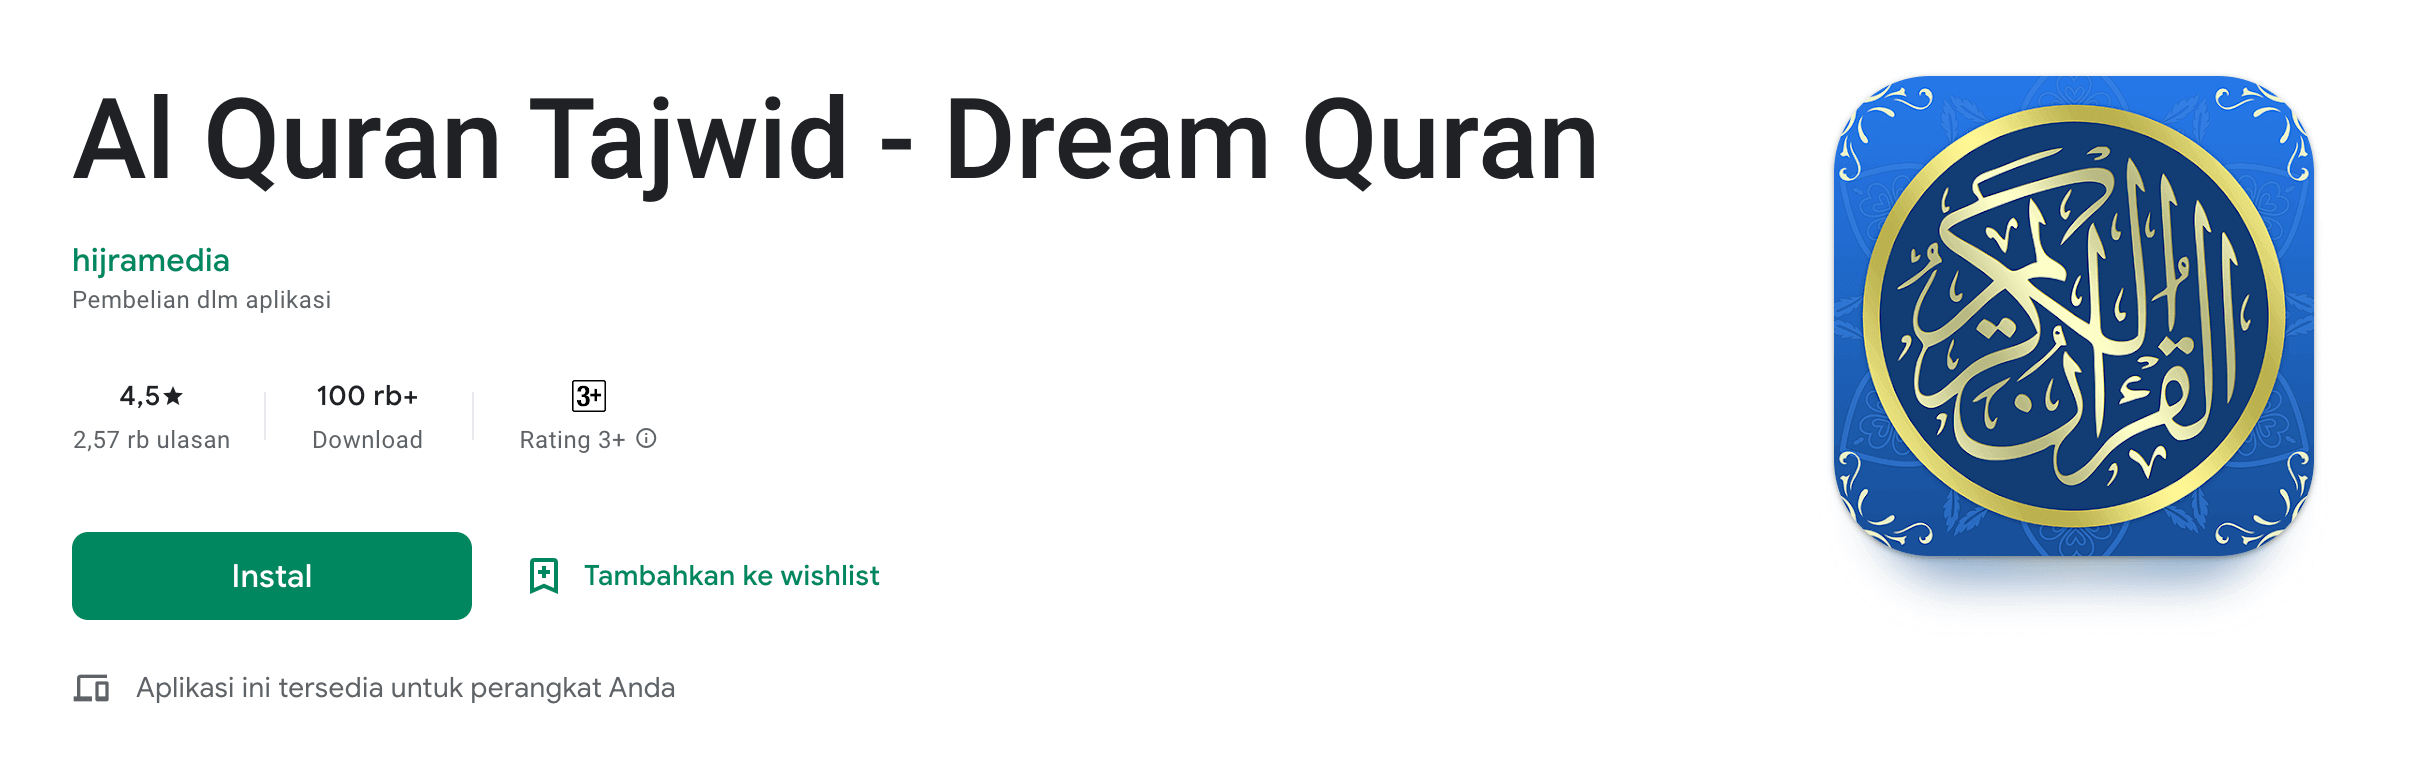 Al Quran Tajwid - Dream Quran
hijramedia
Pembelian dlm aplikasi
4,5★
2,57 rb ulasan
100 rb+
Download
3+
Rating 3+
Instal
Tambahkan ke wishlist
Aplikasi ini tersedia untuk perangkat Anda
القرآن الكريم